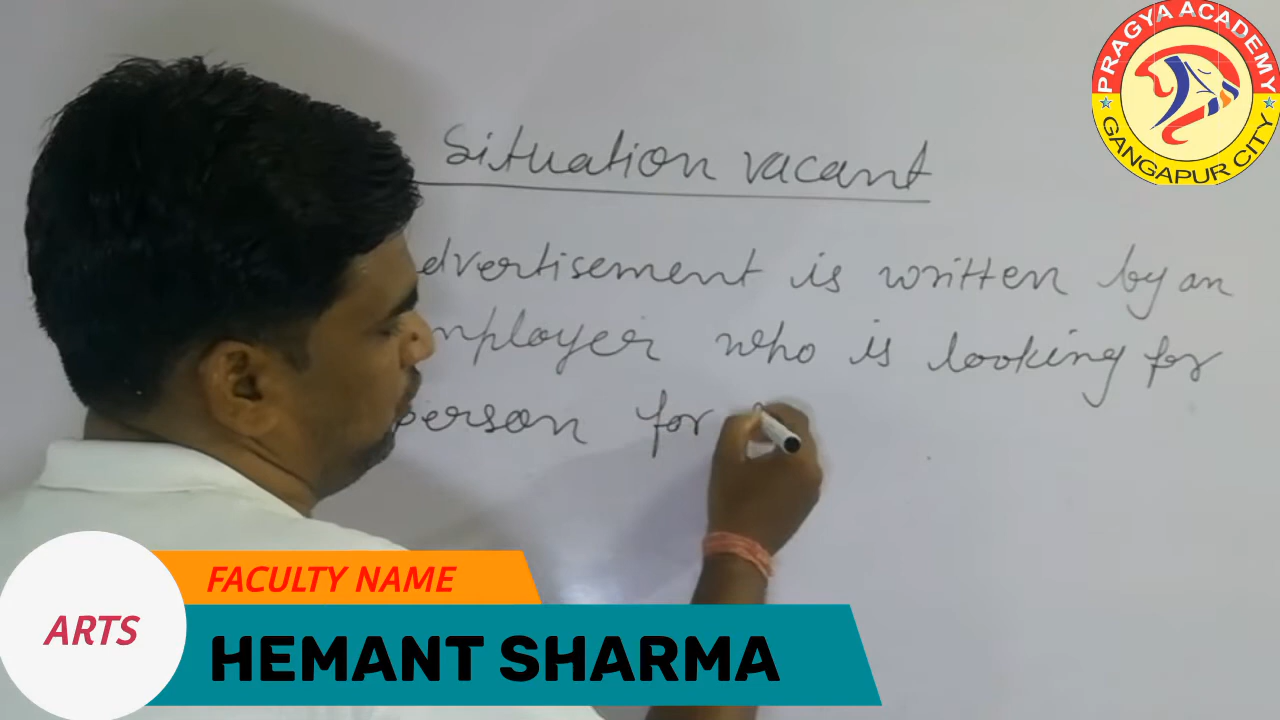 PRAGYA ACADEMY
GANGAPUR CITY
Situation vacant
dvertisement is written by an
mployer who is looking for
person for
FACULTY NAME
ARTS
HEMANT SHARMA